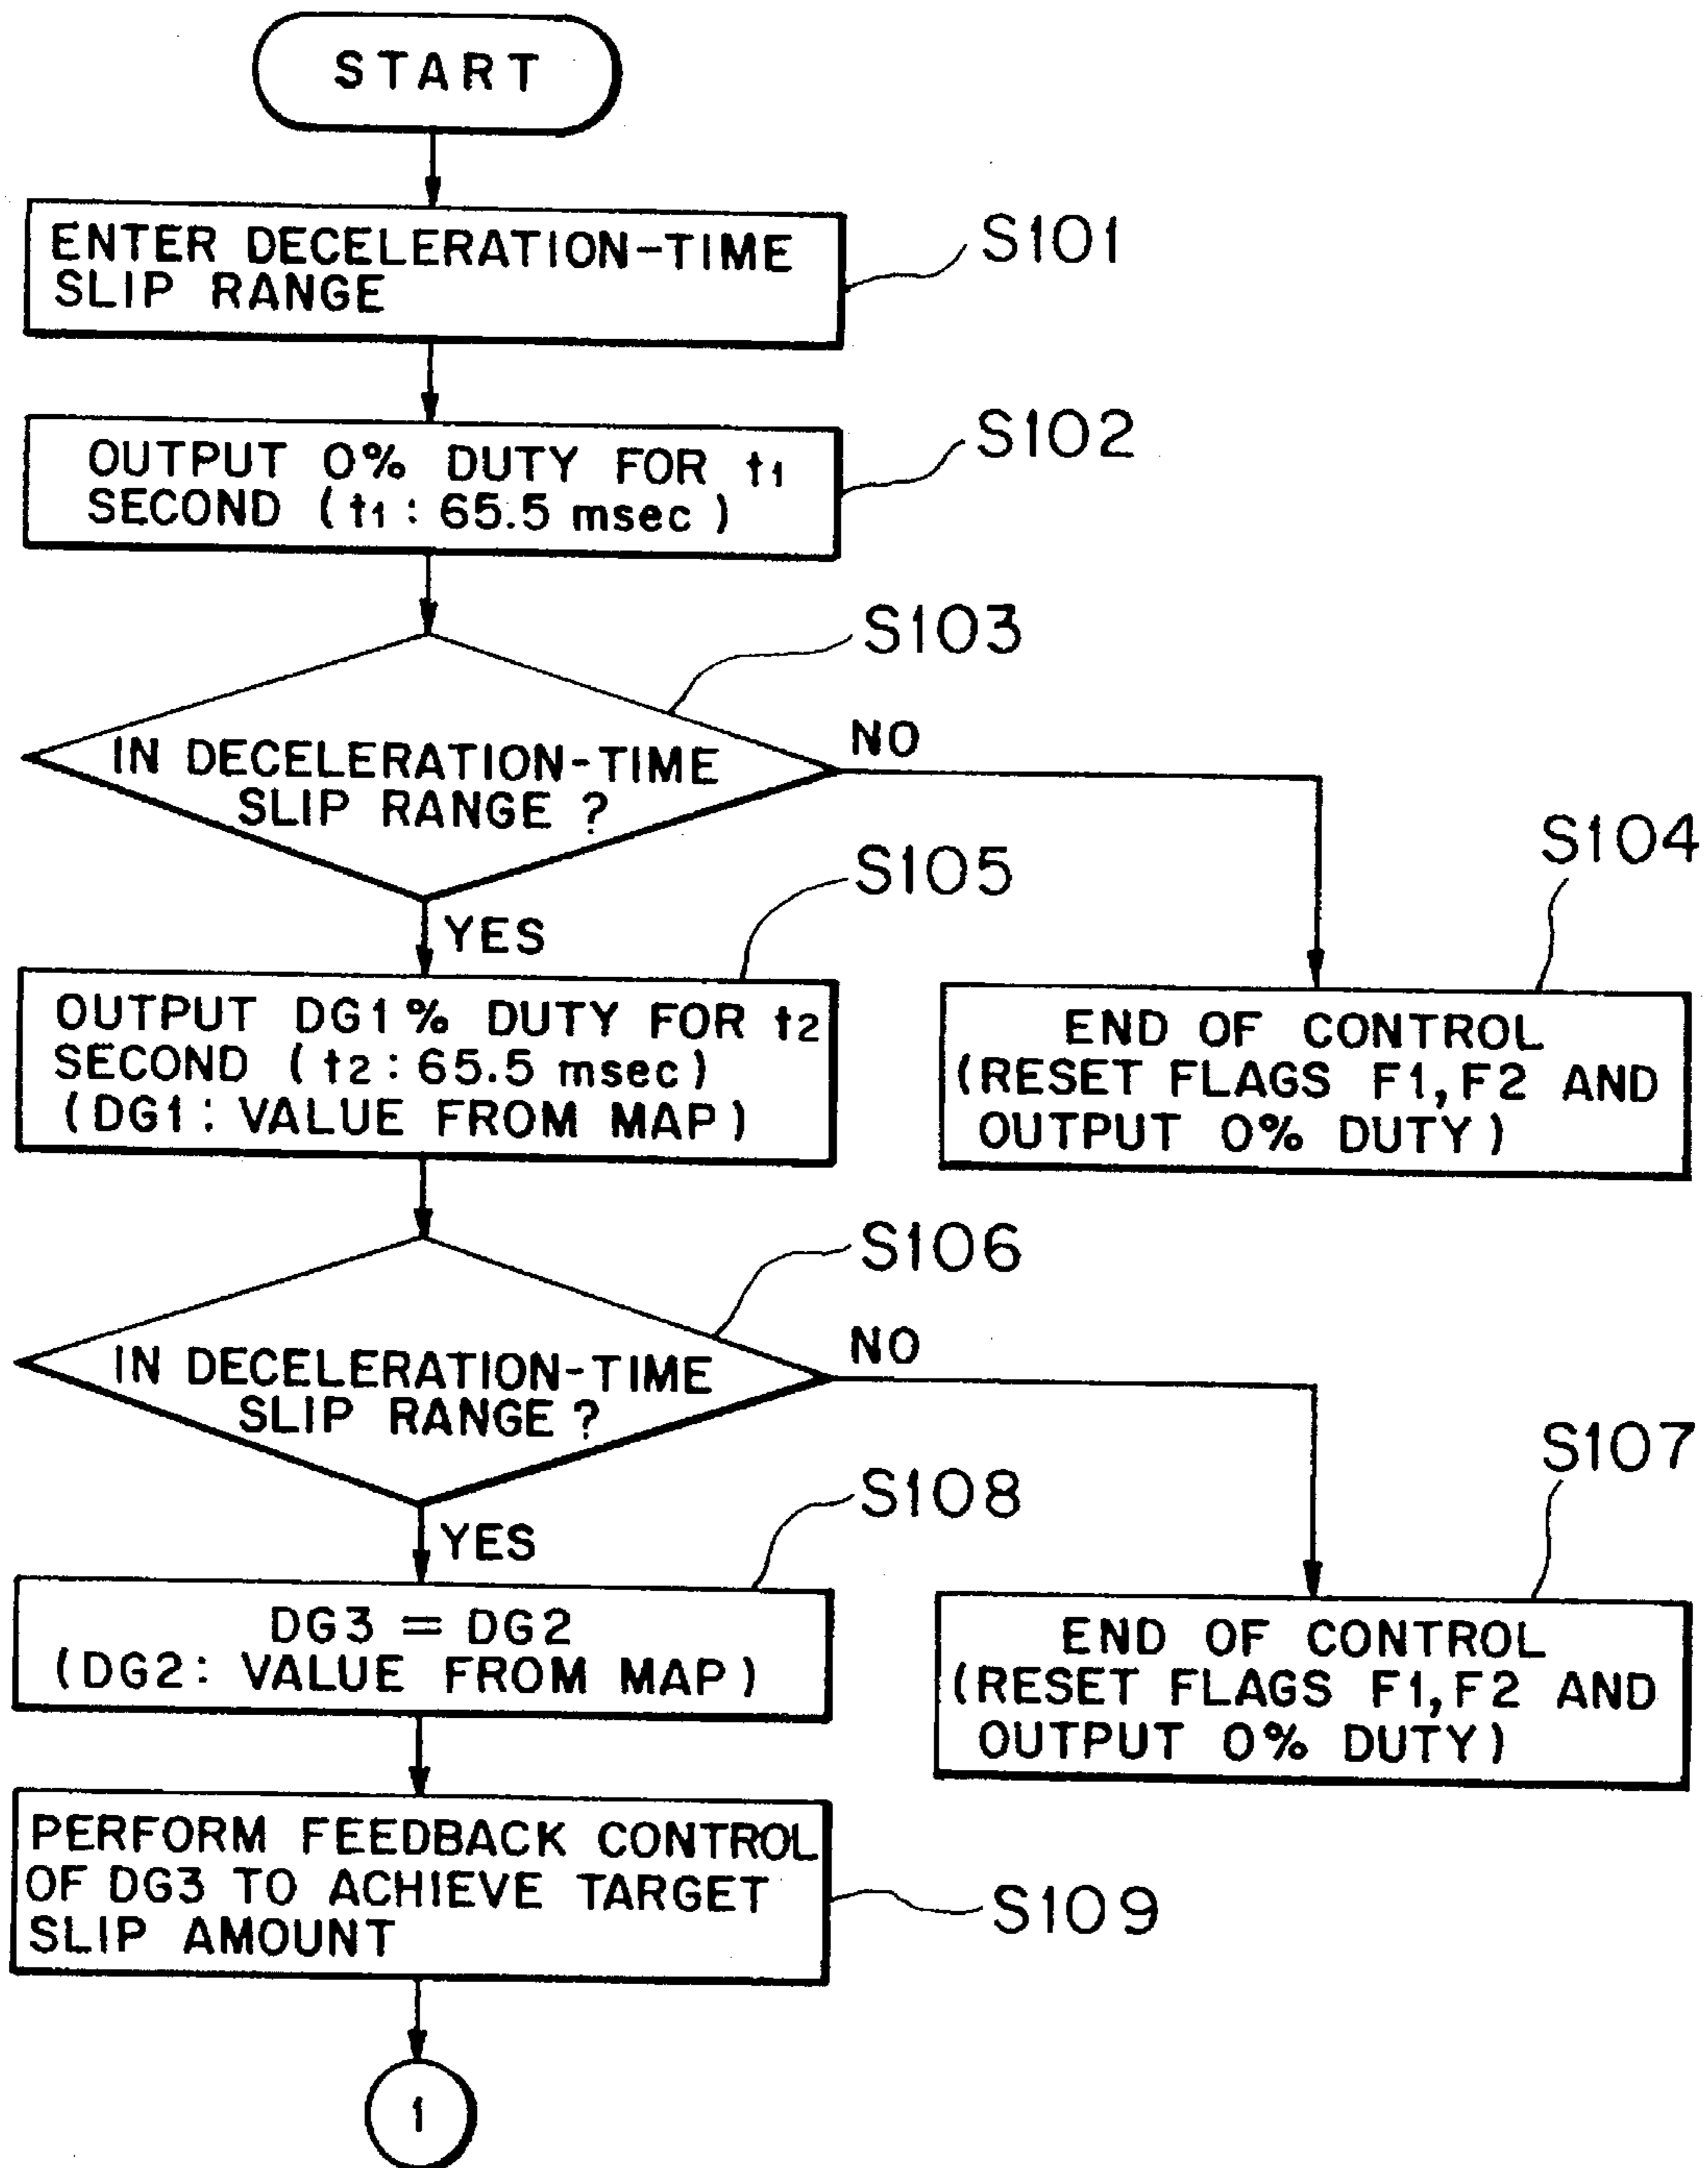 START
ENTER DECELERATION-TIME
SLIP RANGE
S101
OUTPUT 0% DUTY FOR t1
SECOND (t1 : 65.5 msec)
S102
S103
IN DECELERATION-TIME
SLIP RANGE ?
NO
S104
END OF CONTROL
(RESET FLAGS F1, F2 AND
OUTPUT 0% DUTY)
YES
S105
OUTPUT DG1% DUTY FOR t2
SECOND (t2 : 65.5 msec)
(DG1 : VALUE FROM MAP)
S106
IN DECELERATION-TIME
SLIP RANGE ?
NO
S107
END OF CONTROL
(RESET FLAGS F1, F2 AND
OUTPUT 0% DUTY)
YES
S108
DG3 = DG2
(DG2: VALUE FROM MAP)
PERFORM FEEDBACK CONTROL
OF DG3 TO ACHIEVE TARGET
SLIP AMOUNT
S109
1